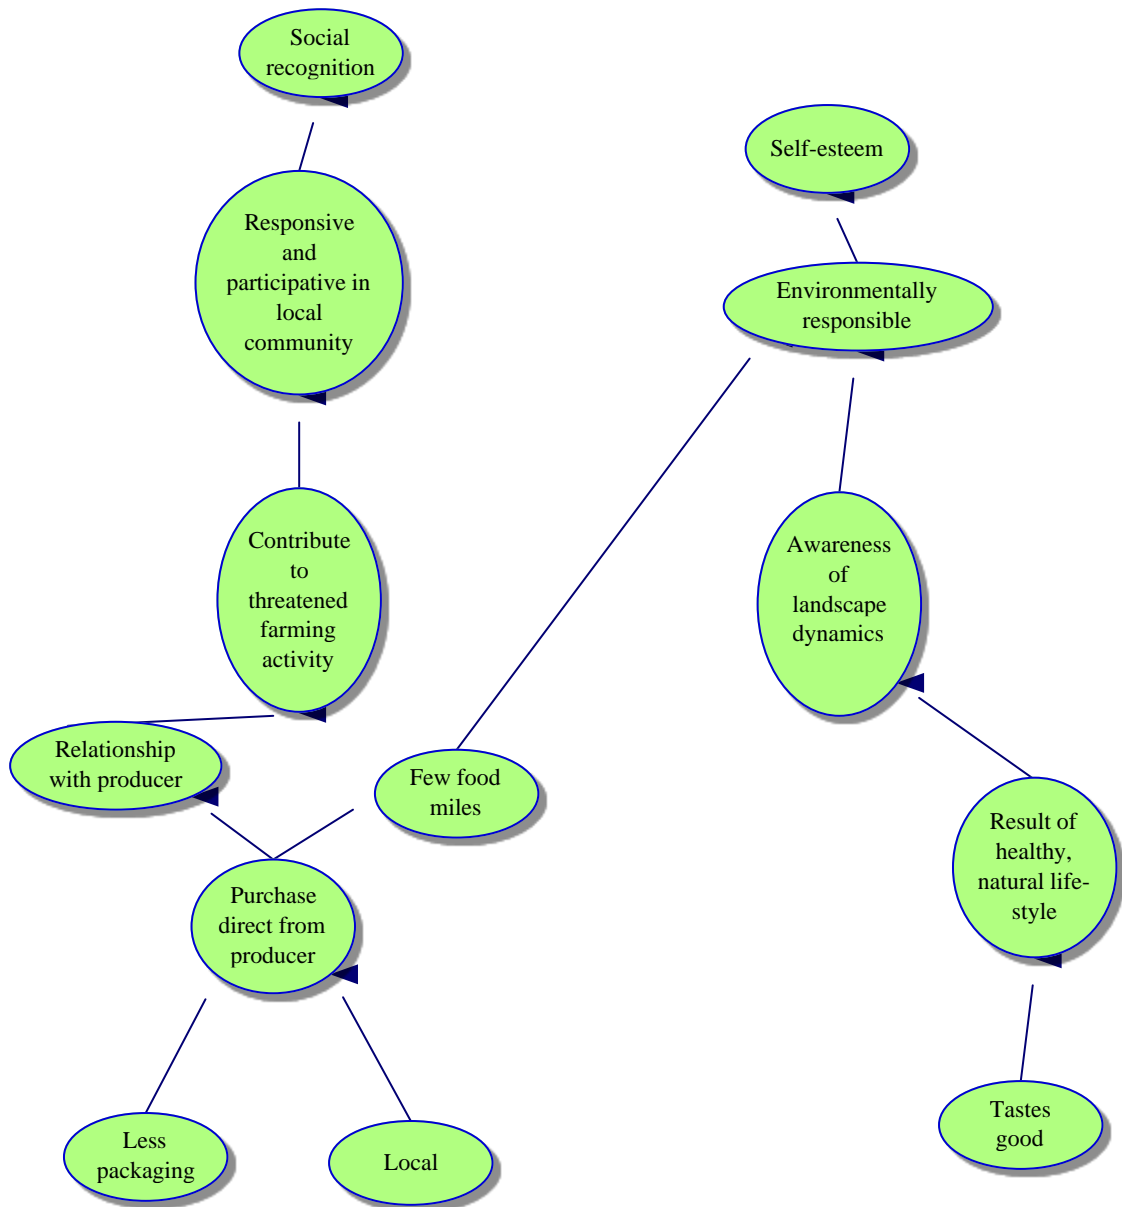 Social
recognition
Self-esteem
Responsive
and
participative in
local
community
Environmentally
responsible
Contribute
to
threatened
farming
activity
Awareness
of
landscape
dynamics
Relationship
with producer
Few food
miles
Result of
healthy,
natural life-
style
Purchase
direct from
producer
Less
packaging
Local
Tastes
good